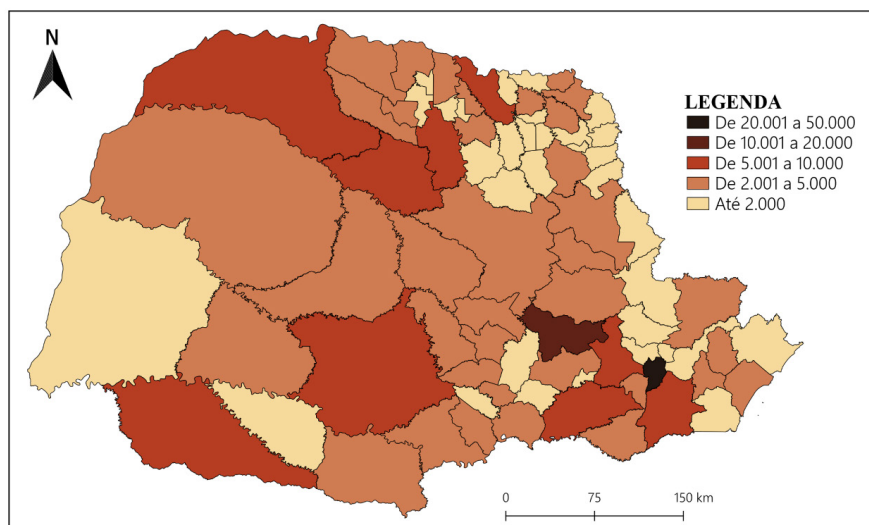 N
LEGENDA
De 20.001 a 50.000
De 10.001 a 20.000
De 5.001 a 10.000
De 2.001 a 5.000
Até 2.000
0 75 150 km